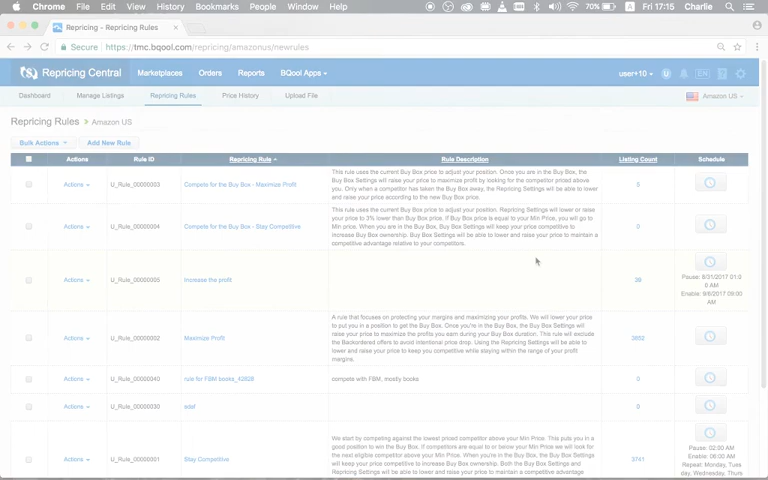 Chrome File Edit View History Bookmarks People Window Help 70% A Fri 17:15 Charlie
Repricing - Repricing Rules
Secure https://tmc.bqool.com/repricing/amazonus/newrules
Repricing Central Marketplaces Orders Reports BQool Apps user+10 U EN
Dashboard Manage Listings Repricing Rules Price History Upload File Amazon US
Repricing Rules > Amazon US
Bulk Actions Add New Rule
Actions Rule ID Repricing Rule Rule Description Listing Count Schedule
This rule uses the current Buy Box price to adjust your position. Once you are in the Buy Box, the
Buy Box Settings will raise your price to maximize profit by looking for the competitor priced above
Actions U_Rule_00000003 Competes for the Buy Box - Maximize Profit 5
you. Only when a competitor has taken the Buy Box away, the Repricing Settings will be able to lower
and raise your price according to the new Buy Box price.
This rule uses the current Buy Box price to adjust your position. Repricing Settings will lower or raise
your price to 3% lower than Buy Box price. If Buy Box price is equal to your Min Price, you will go to
Actions U_Rule_00000004 Competes for the Buy Box - Stay Competitive 0
Min price. When you are in the Buy Box, Buy Box Settings will keep your price competitive to
increase Buy Box ownership. Buy Box Settings will be able to lower and raise your price to maintain a
competitive advantage relative to your competitors.
Actions U_Rule_00000005 Increase the profit 39
Pause: 8/31/2017 01:0
0 AM
Enable: 9/6/2017 09:00
AM
A rule that focuses on protecting your margins and maximizing your profits. We will lower your price
to put you in a position to get the Buy Box. Once you're in the Buy Box, the Buy Box Settings will
raise your price to maximize the profits you earn during your Buy Box duration. This rule will exclude
Actions U_Rule_00000002 Maximize Profit 3952
the Backordered offers to avoid intentional price drop. Using the Repricing Settings will be able to
lower and raise your price to keep you competitive while staying within the range of your profit
margins.
Actions U_Rule_00000040 rule for FBM books_42828 compete with FBM, mostly books 0
Actions U_Rule_00000030 sdaf 0
We start by competing against the lowest priced competitor above your Min Price. This puts you in a
good position to win the Buy Box. If competitors are equal to or below your Min Price we will look for
Pause: 02:00 AM
the next eligible competitor above your Min Price. When you're in the Buy Box, the Buy Box Settings
Actions U_Rule_00000001 Stay Competitive 3741
Enable: 06:00 AM
will keep your price competitive to increase Buy Box ownership. Both the Buy Box Settings and
Repeat: Monday, Tues
Repricing Settings will be able to lower and raise your price to maintain a competitive advantage
day, Wednesday, Thurs